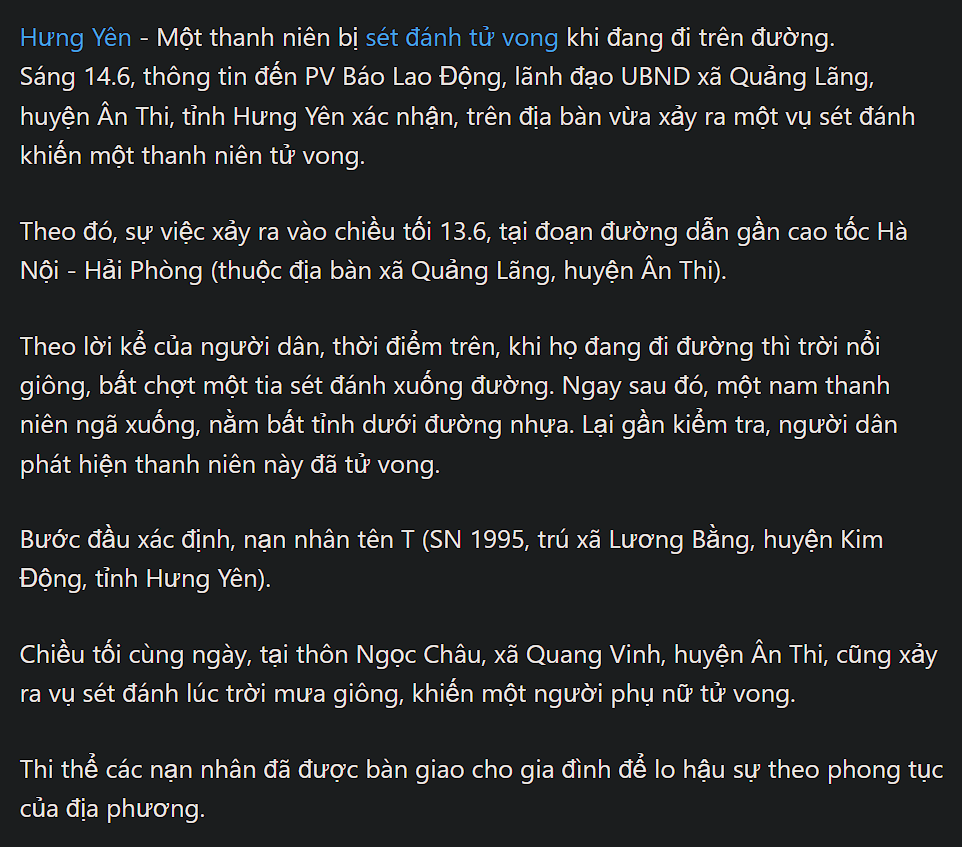 Hưng Yên - Một thanh niên bị sét đánh tử vong khi đang đi trên đường.
Sáng 14.6, thông tin đến PV Báo Lao Động, lãnh đạo UBND xã Quảng Lãng,
huyện Ân Thi, tỉnh Hưng Yên xác nhận, trên địa bàn vừa xảy ra một vụ sét đánh
khiến một thanh niên tử vong.
Theo đó, sự việc xảy ra vào chiều tối 13.6, tại đoạn đường dẫn gần cao tốc Hà
Nội - Hải Phòng (thuộc địa bàn xã Quảng Lãng, huyện Ân Thi).
Theo lời kể của người dân, thời điểm trên, khi họ đang đi đường thì trời nổi
giông, bất chợt một tia sét đánh xuống đường. Ngay sau đó, một nam thanh
niên ngã xuống, nằm bất tỉnh dưới đường nhựa. Lại gần kiểm tra, người dân
phát hiện thanh niên này đã tử vong.
Bước đầu xác định, nạn nhân tên T (SN 1995, trú xã Lương Bằng, huyện Kim
Động, tỉnh Hưng Yên).
Chiều tối cùng ngày, tại thôn Ngọc Châu, xã Quang Vinh, huyện Ân Thi, cũng xảy
ra vụ sét đánh lúc trời mưa giông, khiến một người phụ nữ tử vong.
Thi thể các nạn nhân đã được bàn giao cho gia đình để lo hậu sự theo phong tục
của địa phương.